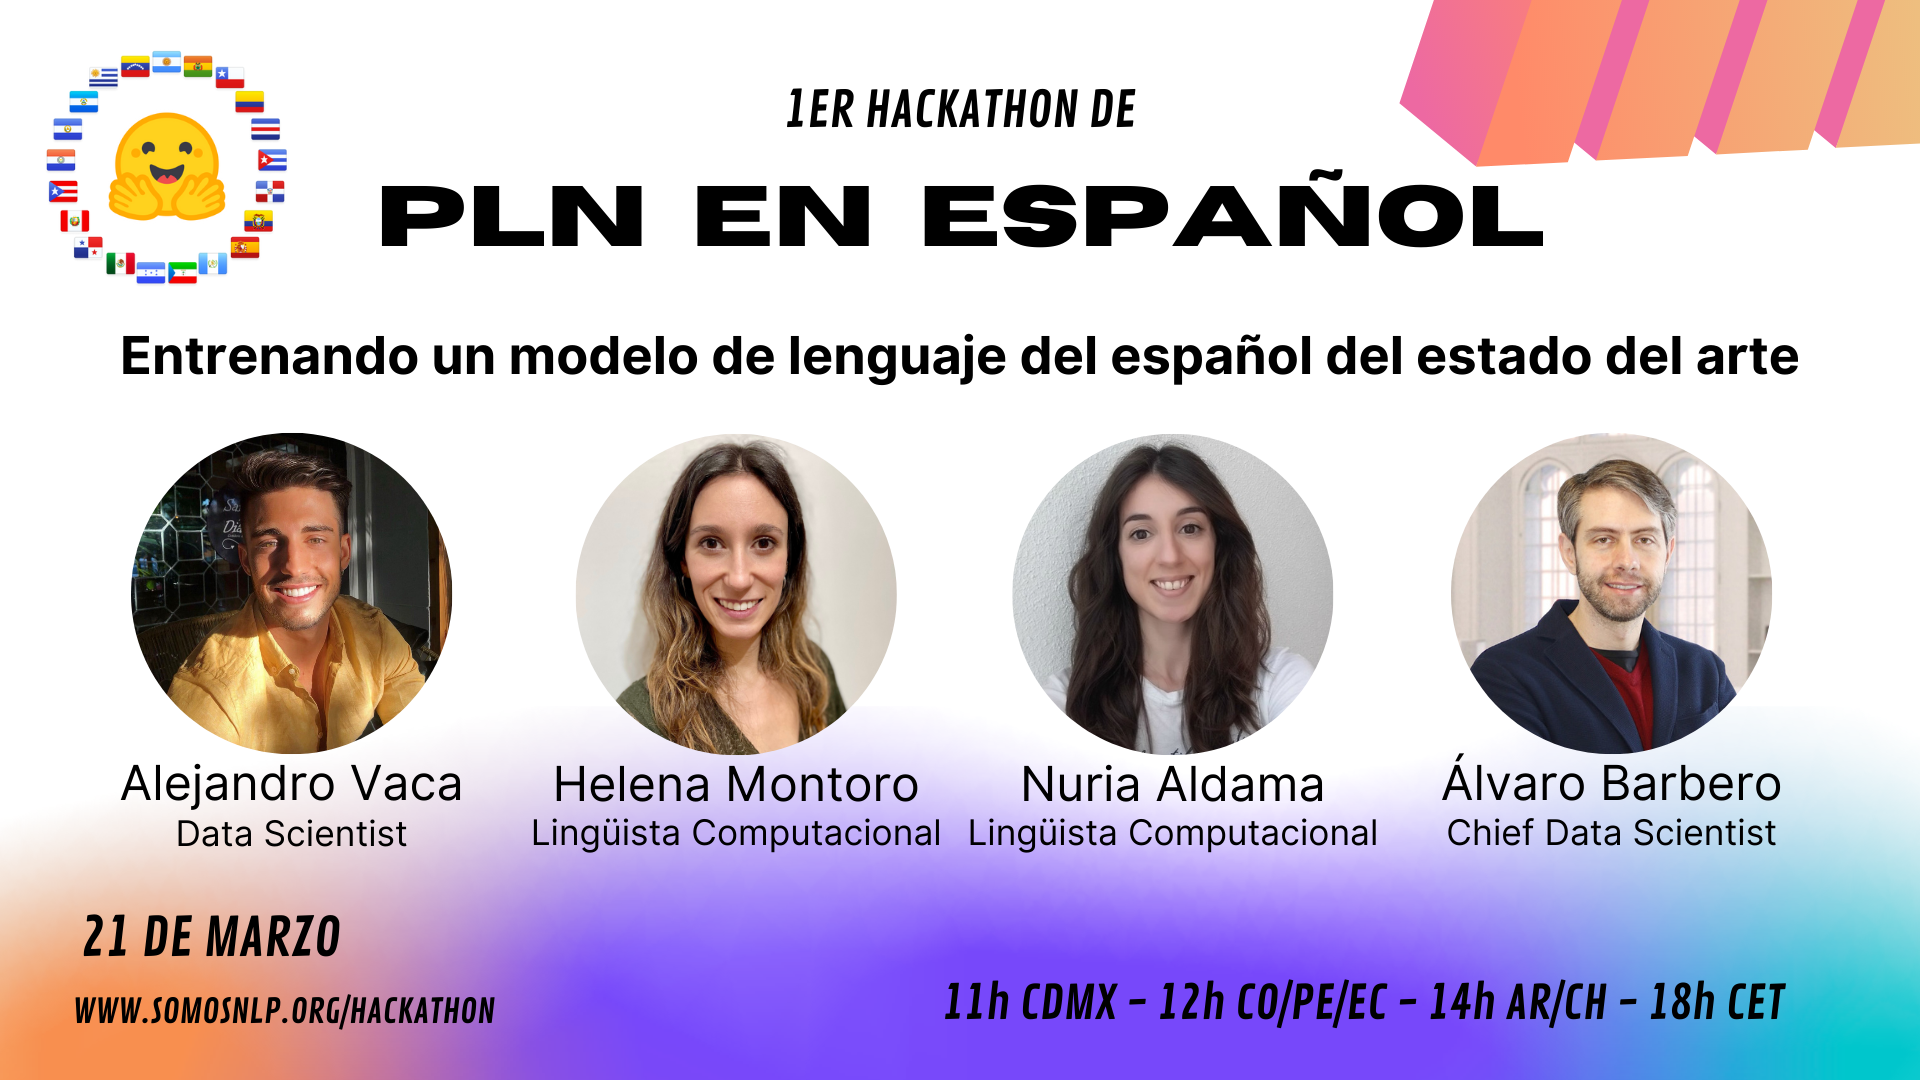 1ER HACKATHON DE
PLN EN ESPAÑOL
Entrenando un modelo de lenguaje del español del estado del arte
Alejandro Vaca
Data Scientist
Helena Montoro
Lingüista Computacional
Nuria Aldama
Lingüista Computacional
Álvaro Barbero
Chief Data Scientist
21 DE MARZO
WWW.SOMOSNLP.ORG/HACKATHON
11h CDMX - 12h CO/PE/EC - 14h AR/CH - 18h CET